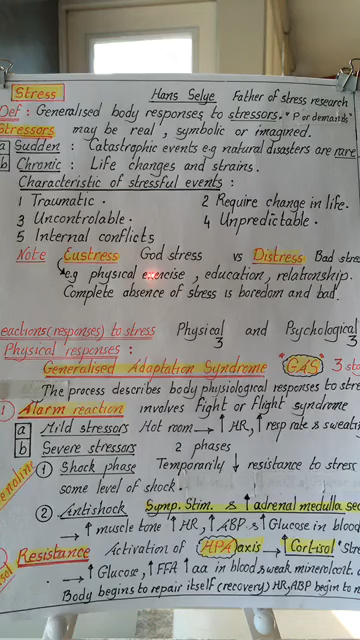 Stress Hans Selye Father of stress research
Def : Generalised body responses to stressors. "P or demands"
Stressors may be real, symbolic or imagined.
a Sudden : Catastrophic events e.g natural disasters are rare
b Chronic : Life changes and strains.
Characteristic of stressful events :
1 Traumatic . 2 Require change in life.
3 Uncontrolable . 4 Unpredictable .
5 Internal conflicts
Note Eustress God stress vs Distress Bad stre
e.g physical exercise, education, relationship.
Complete absence of stress is boredom and bad.
eactions(responses) to stress Physical and Psychological
3 3
Physical responses :
Generalised Adaptation Syndrome "GAS" 3 sta
The process describes body physiological responses to stre
1 Alarm reaction involves Fight or Flight syndrome
a Mild stressors Hot room → ↑ HR, ↑ resp rate & sweati
b Severe stressors 2 phases
① Shock phase Temporarily ↓ resistance to stress
some level of shock.
② Antishock Symp. Stim. & ↑ adrenal medulla sec
→ ↑ muscle tone ↑ HR, ↑ ABP & ↑ Glucose in blood
Resistance Activation of HPA axis → ↑ Cortisol "stre
→ ↑ Glucose, ↑ FFA ↑ aa in blood & weak mineralocort
Body begins to repair itself (recovery) HR, ABP begin to n